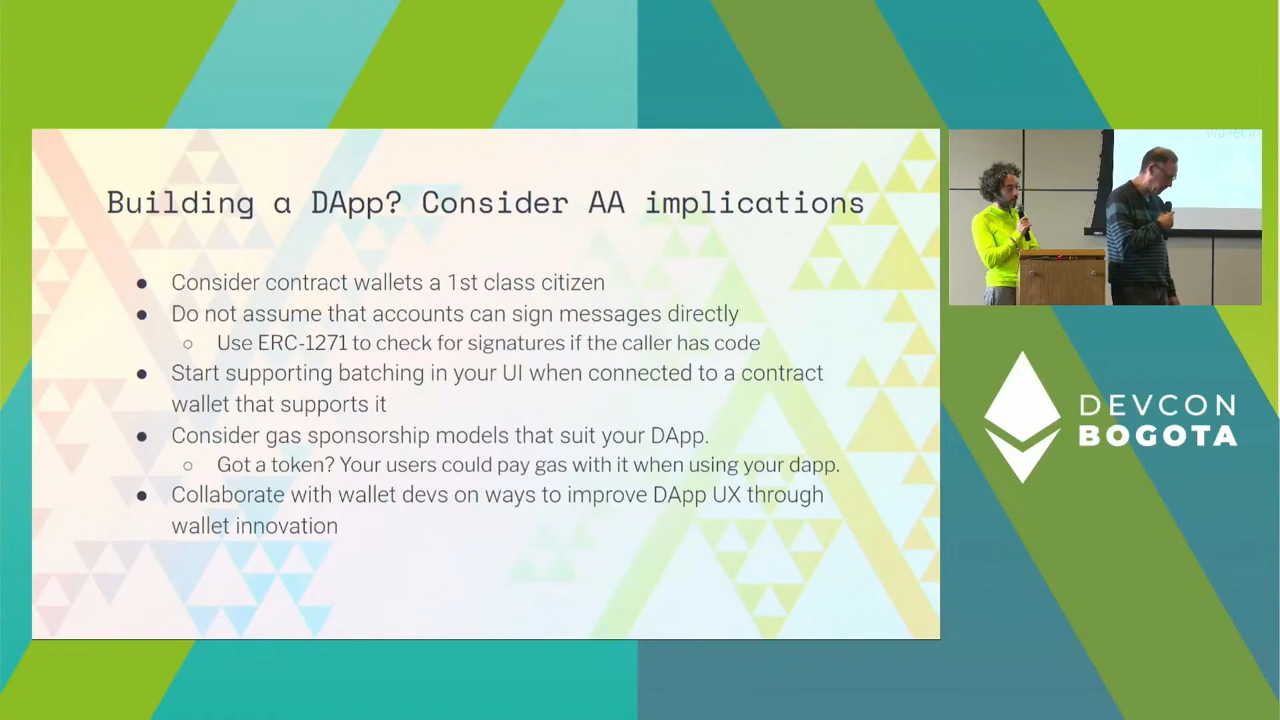 Building a DApp? Consider AA implications
● Consider contract wallets a 1st class citizen
● Do not assume that accounts can sign messages directly
○ Use ERC-1271 to check for signatures if the caller has code
● Start supporting batching in your UI when connected to a contract
wallet that supports it
● Consider gas sponsorship models that suit your DApp.
○ Got a token? Your users could pay gas with it when using your dapp.
● Collaborate with wallet devs on ways to improve DApp UX through
wallet innovation
DEVCON
BOGOTA